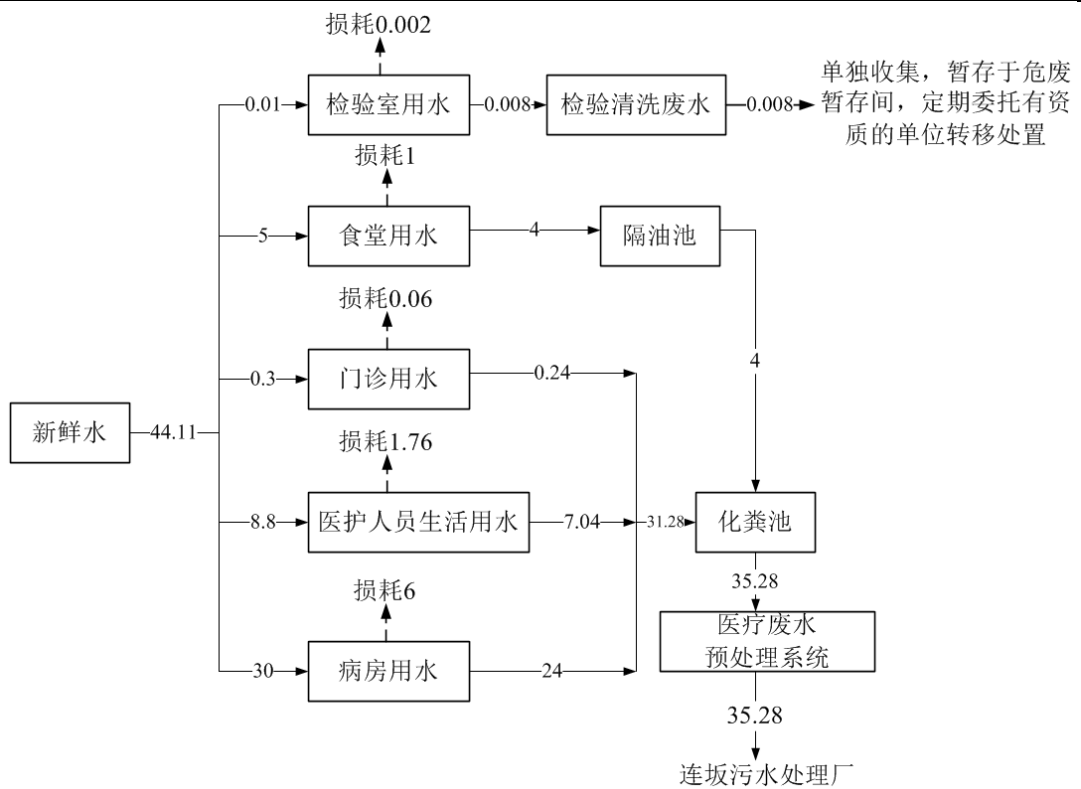 损耗0.002
0.01
检验室用水
0.008
检验清洗废水
0.008
单独收集，暂存于危废
暂存间，定期委托有资
质的单位转移处置
损耗1
5
食堂用水
4
隔油池
4
损耗0.06
0.3
门诊用水
0.24
新鲜水
44.11
损耗1.76
8.8
医护人员生活用水
7.04
31.28
化粪池
35.28
损耗6
30
病房用水
24
医疗废水
预处理系统
35.28
连坂污水处理厂